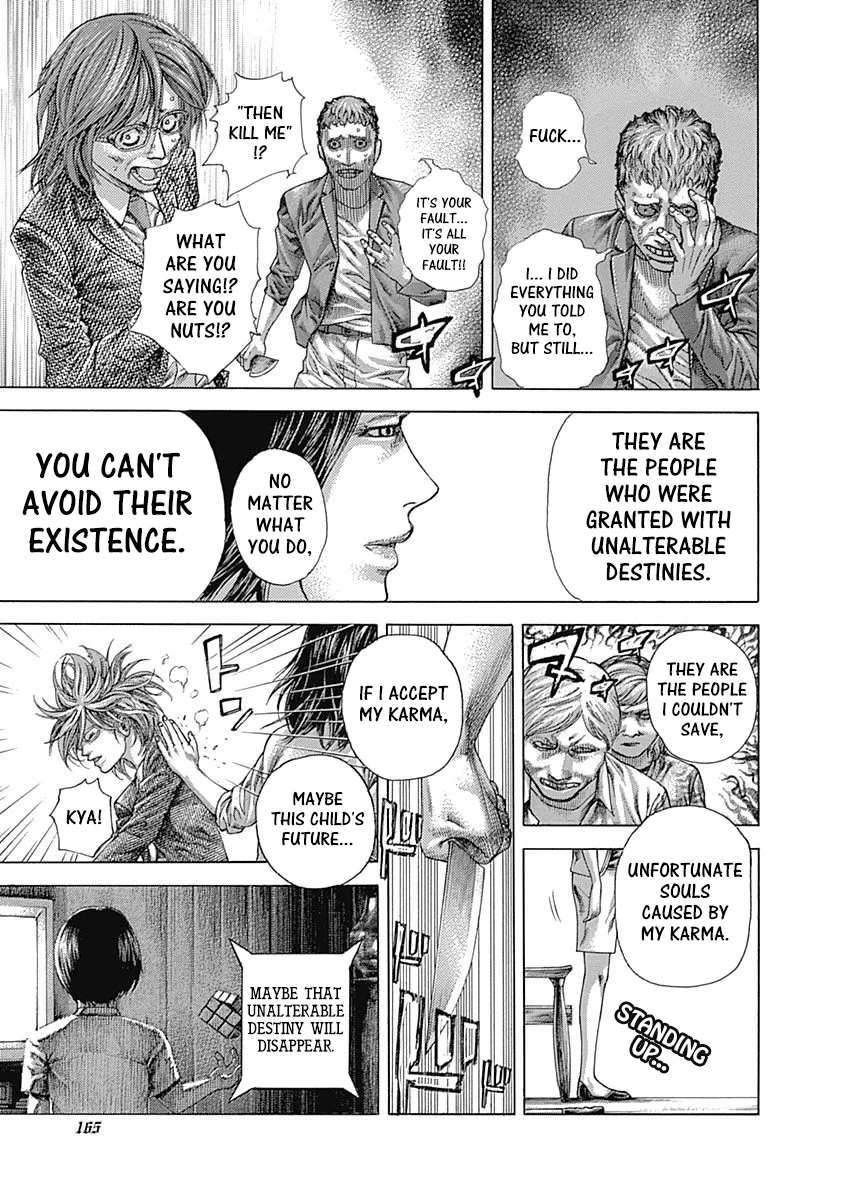 FUCK...
I... I DID
EVERYTHING
YOU TOLD
ME TO,
BUT STILL...
IT'S YOUR
FAULT...
IT'S ALL
YOUR
FAULT!!
"THEN
KILL ME"
!?
WHAT
ARE YOU
SAYING!?
ARE YOU
NUTS!?
THEY ARE
THE PEOPLE
WHO WERE
GRANTED WITH
UNALTERABLE
DESTINIES.
NO
MATTER
WHAT
YOU DO,
YOU CAN'T
AVOID THEIR
EXISTENCE.
THEY ARE
THE PEOPLE
I COULDN'T
SAVE,
UNFORTUNATE
SOULS
CAUSED BY
MY KARMA.
STANDING
UP...
IF I ACCEPT
MY KARMA,
MAYBE
THIS CHILD'S
FUTURE...
ト
KYA!
MAYBE THAT
UNALTERABLE
DESTINY WILL
DISAPPEAR.
165